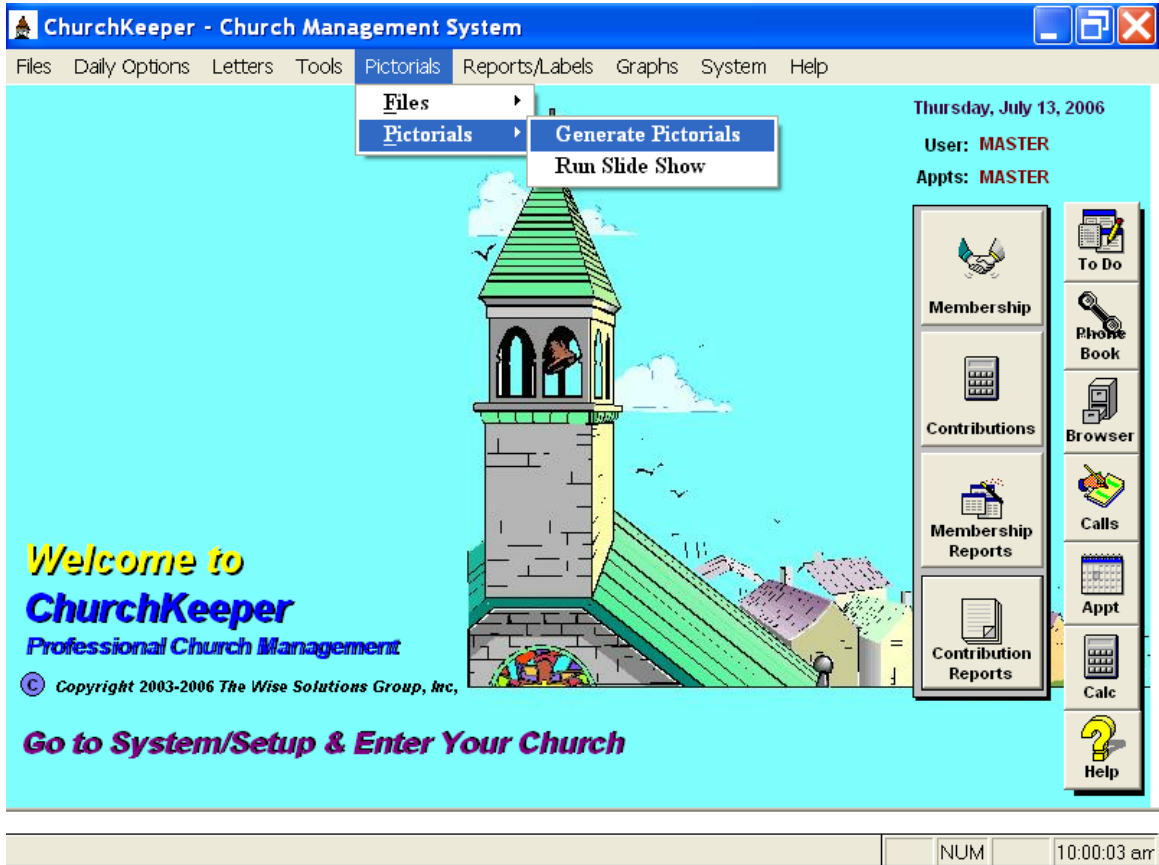 ChurchKeeper - Church Management System
Files Daily Options Letters Tools Pictorials Reports/Labels Graphs System Help
Files
Pictorials
Generate Pictorials
Run Slide Show
Thursday, July 13, 2006
User: MASTER
Appts: MASTER
Membership
Contributions
Membership
Reports
Contribution
Reports
To Do
Phone
Book
Browser
Calls
Appt
Calc
Help
Welcome to
ChurchKeeper
Professional Church Management
C Copyright 2003-2006 The Wise Solutions Group, Inc,
Go to System/Setup & Enter Your Church
NUM 10:00:03 am